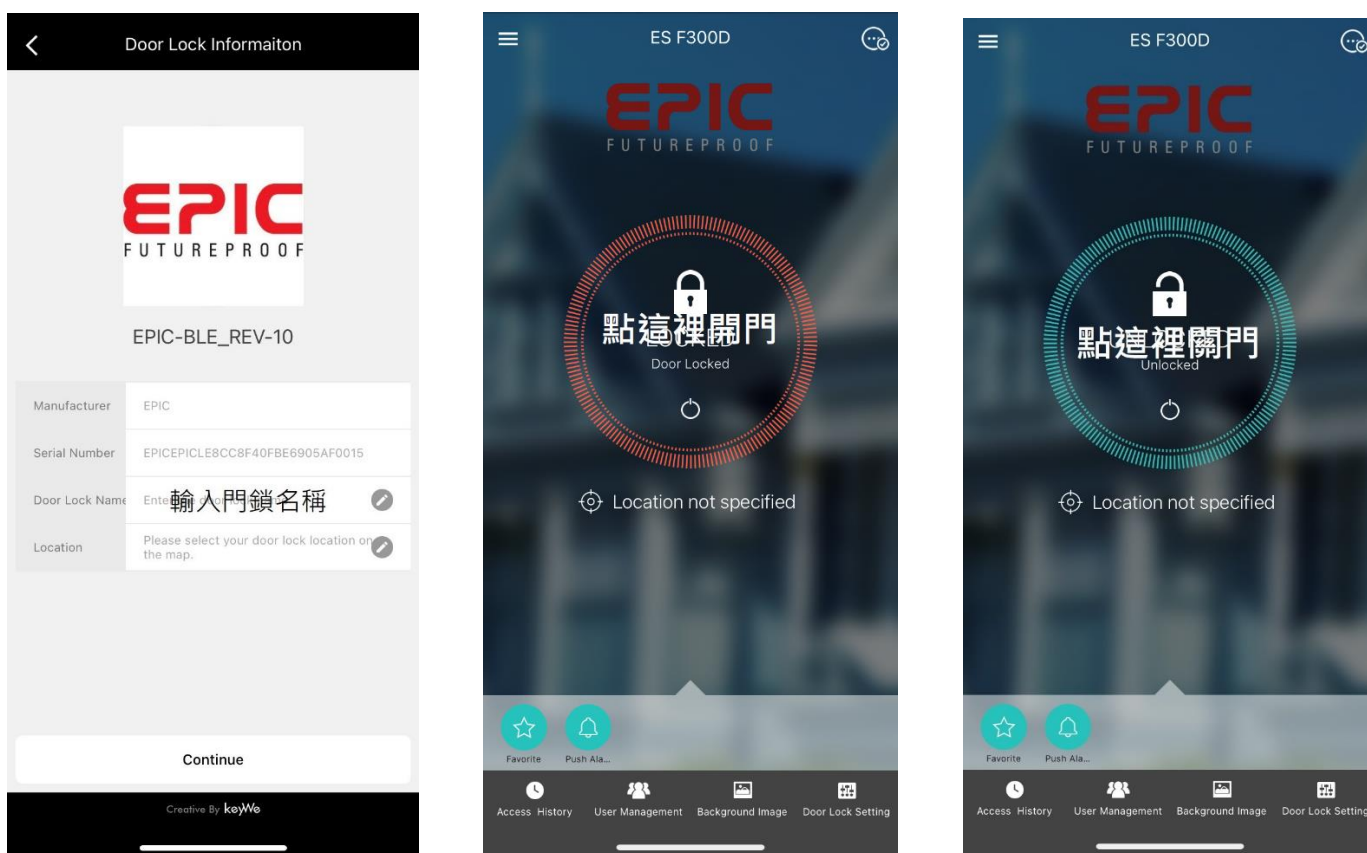 Door Lock Informaiton
EPIC
FUTUREPROOF
EPIC-BLE_REV-10
Manufacturer
EPIC
Serial Number
EPICEPICLE8CC8F40FBE6905AF0015
Door Lock Name
輸入門鎖名稱
Location
Please select your door lock location on
the map.
Continue
Creative By keyWe
ES F300D
EPIC
FUTUREPROOF
點這裡開門
LOCKED
Door Locked
Location not specified
Favorite
Push Ala...
Access History
User Management
Background Image
Door Lock Setting
ES F300D
EPIC
FUTUREPROOF
點這裡關門
Unlocked
Location not specified
Favorite
Push Ala...
Access History
User Management
Background Image
Door Lock Setting